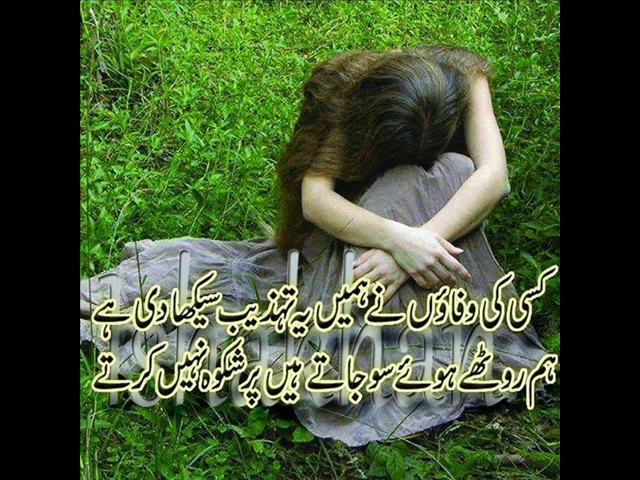 کسی کی وفاؤں نے ہمیں یہ تہذیب سیکھا دی ہے
ہم روٹھے ہوئے سو جاتے ہیں پر شکوہ نہیں کرتے